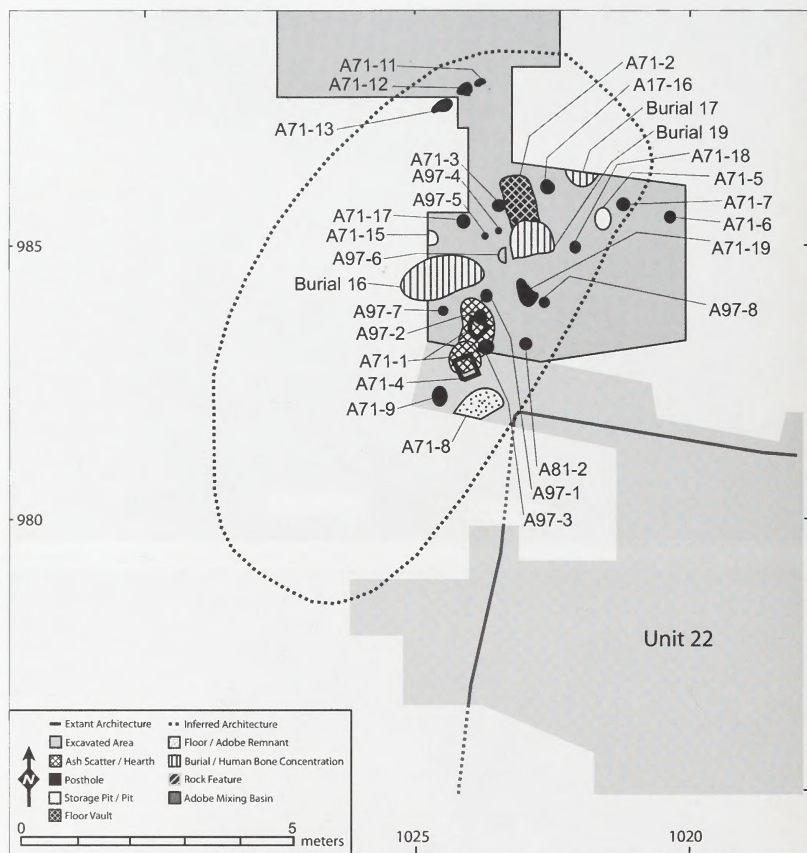 A71-11
A71-12
A71-13
A71-2
A17-16
Burial 17
Burial 19
A71-18
A71-5
A71-7
A71-6
A71-19
A97-8
A71-3
A97-4
A97-5
A71-17
A71-15
A97-6
Burial 16
A97-7
A97-2
A71-1
A71-4
A71-9
A71-8
A81-2
A97-1
A97-3
985
980
Unit 22
Extant Architecture
Inferred Architecture
Excavated Area
Floor / Adobe Remnant
Ash Scatter / Hearth
Burial / Human Bone Concentration
Posthole
Rock Feature
Storage Pit / Pit
Adobe Mixing Basin
Floor Vault
N
0 5
meters
1025
1020